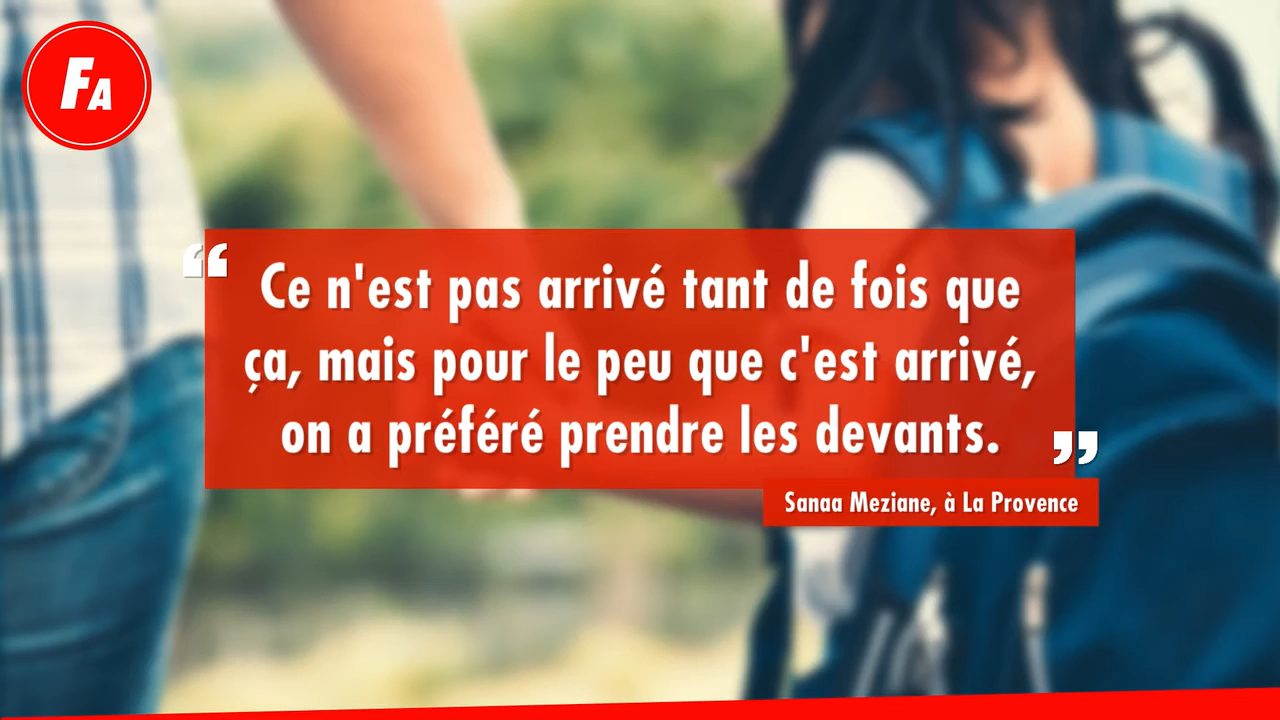 FA
Ce n'est pas arrivé tant de fois que
ça, mais pour le peu que c'est arrivé,
on a préféré prendre les devants.
Sanaa Meziane, à La Provence